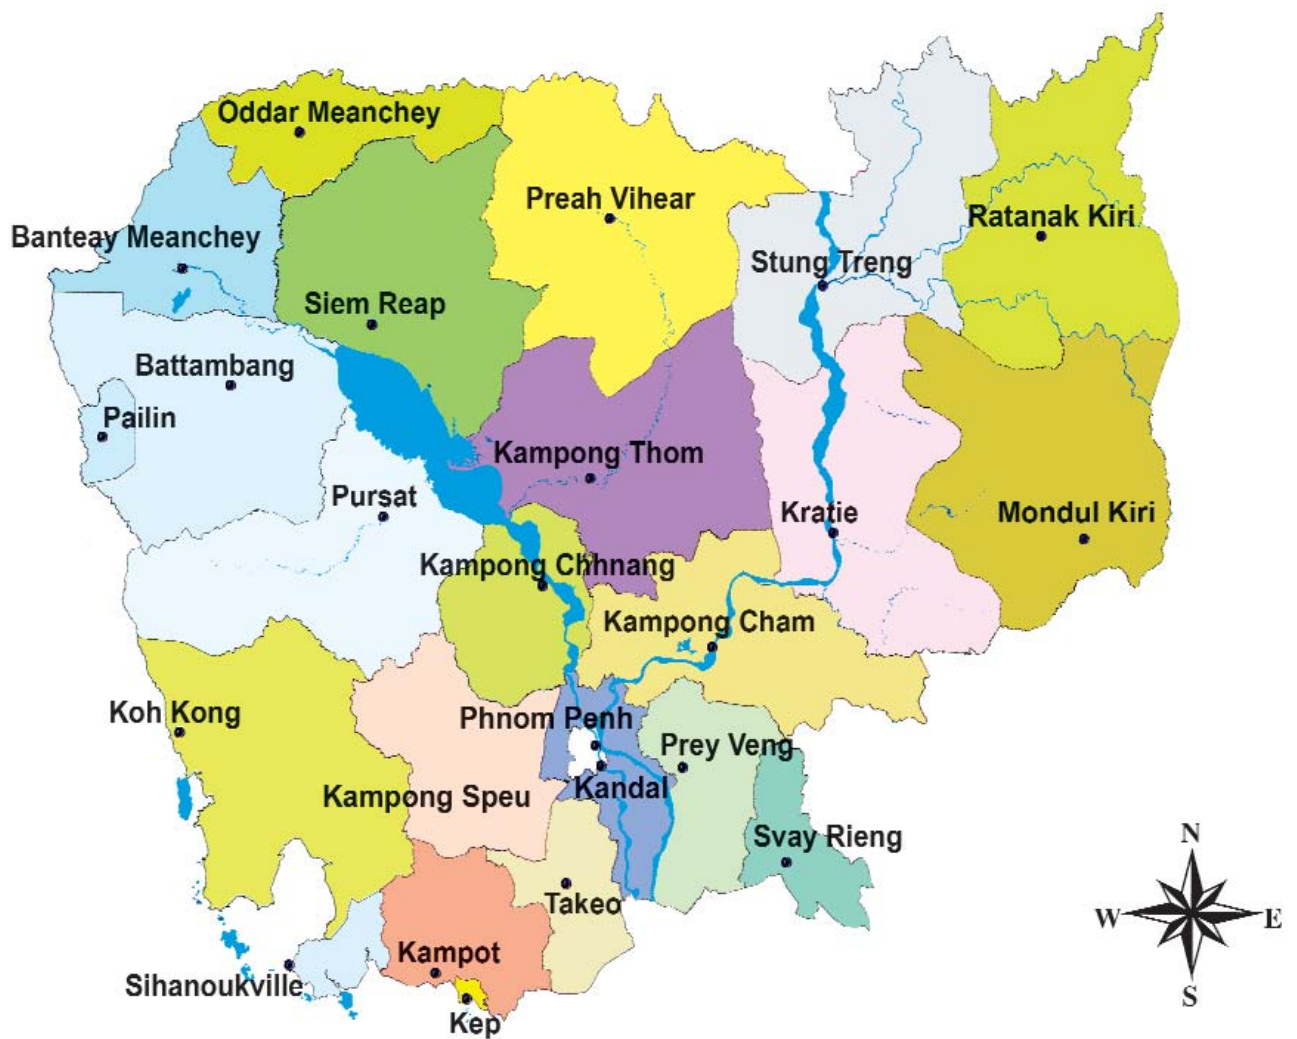 Oddar Meanchey
Preah Vihear
Ratanak Kiri
Banteay Meanchey
Stung Treng
Siem Reap
Battambang
Pailin
Kampong Thom
Pursat
Kratie
Mondul Kiri
Kampong Chhnang
Kampong Cham
Koh Kong
Phnom Penh
Prey Veng
Kandal
Kampong Speu
Svay Rieng
N
Takeo
W
E
Kampot
Sihanoukville
S
Kep